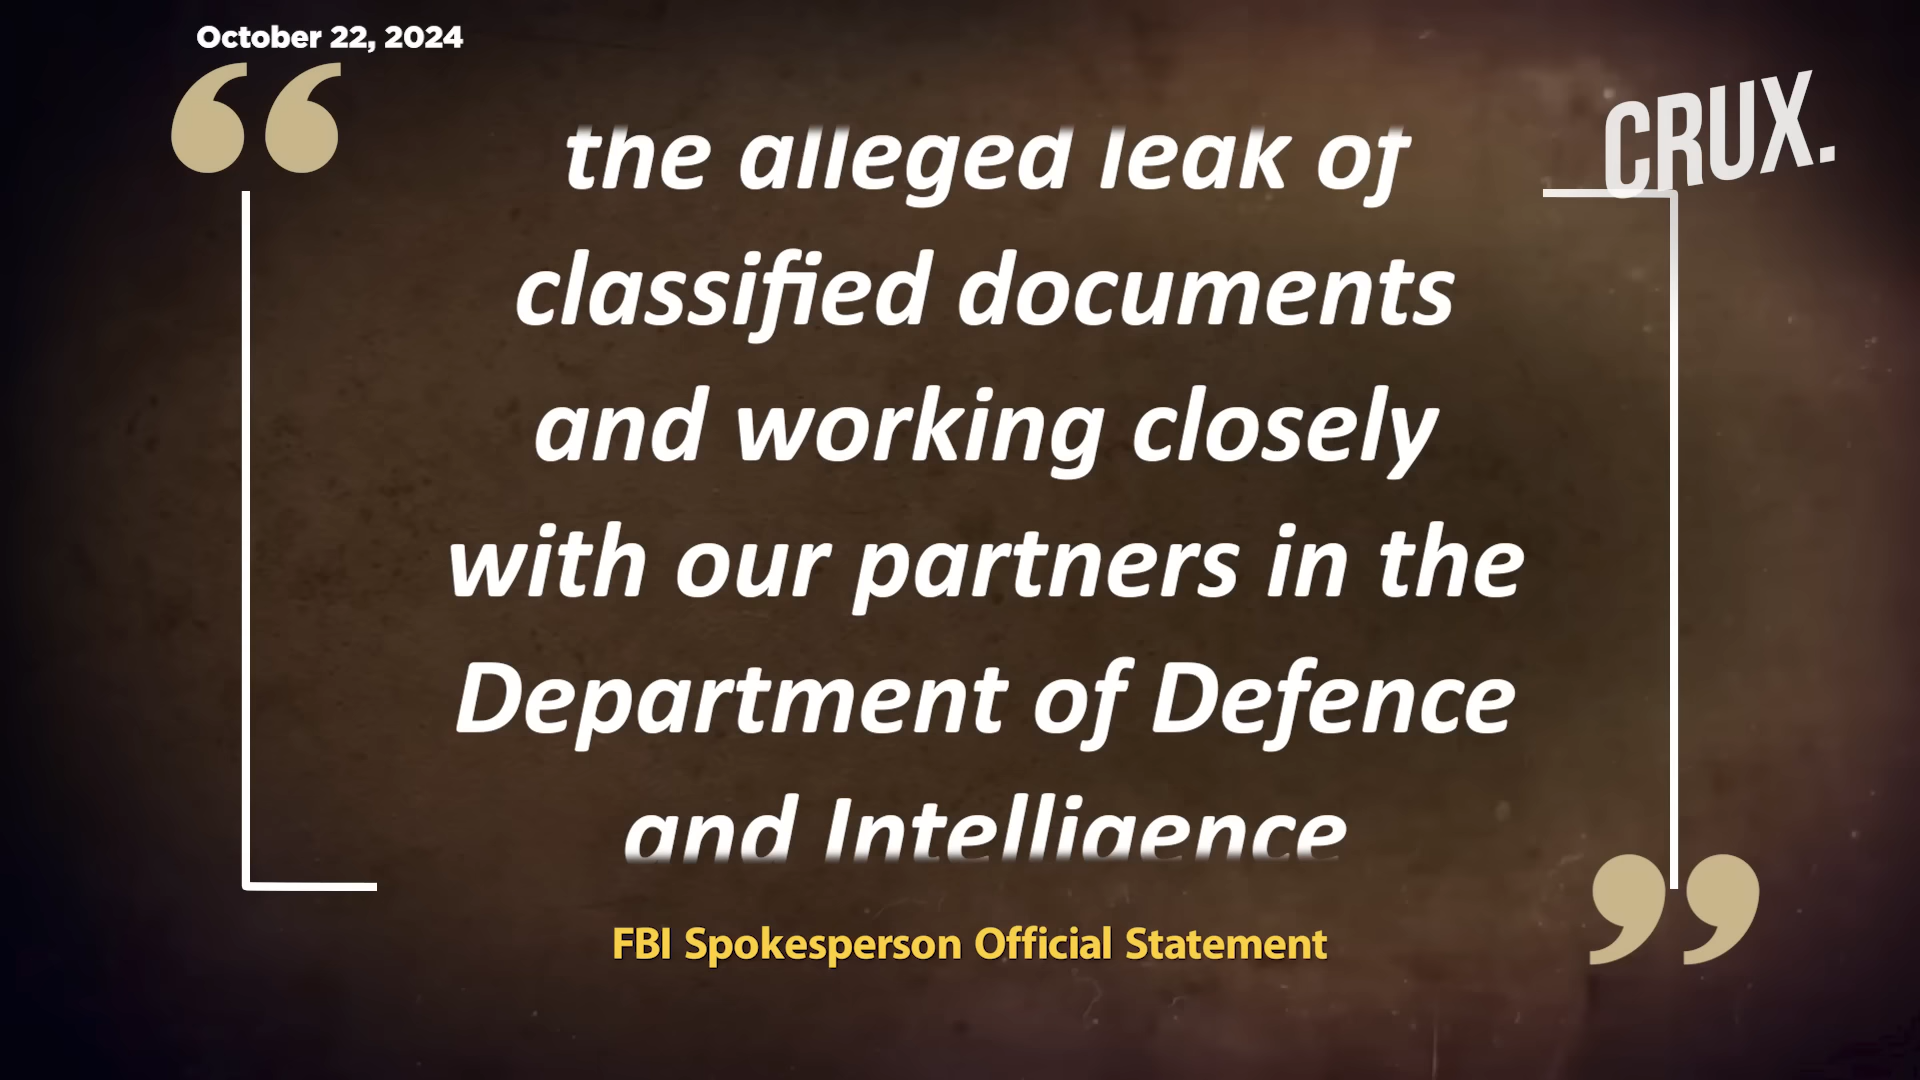 October 22, 2024
CRUX.
the alleged leak of
classified documents
and working closely
with our partners in the
Department of Defence
and Intelligence
FBI Spokesperson Official Statement